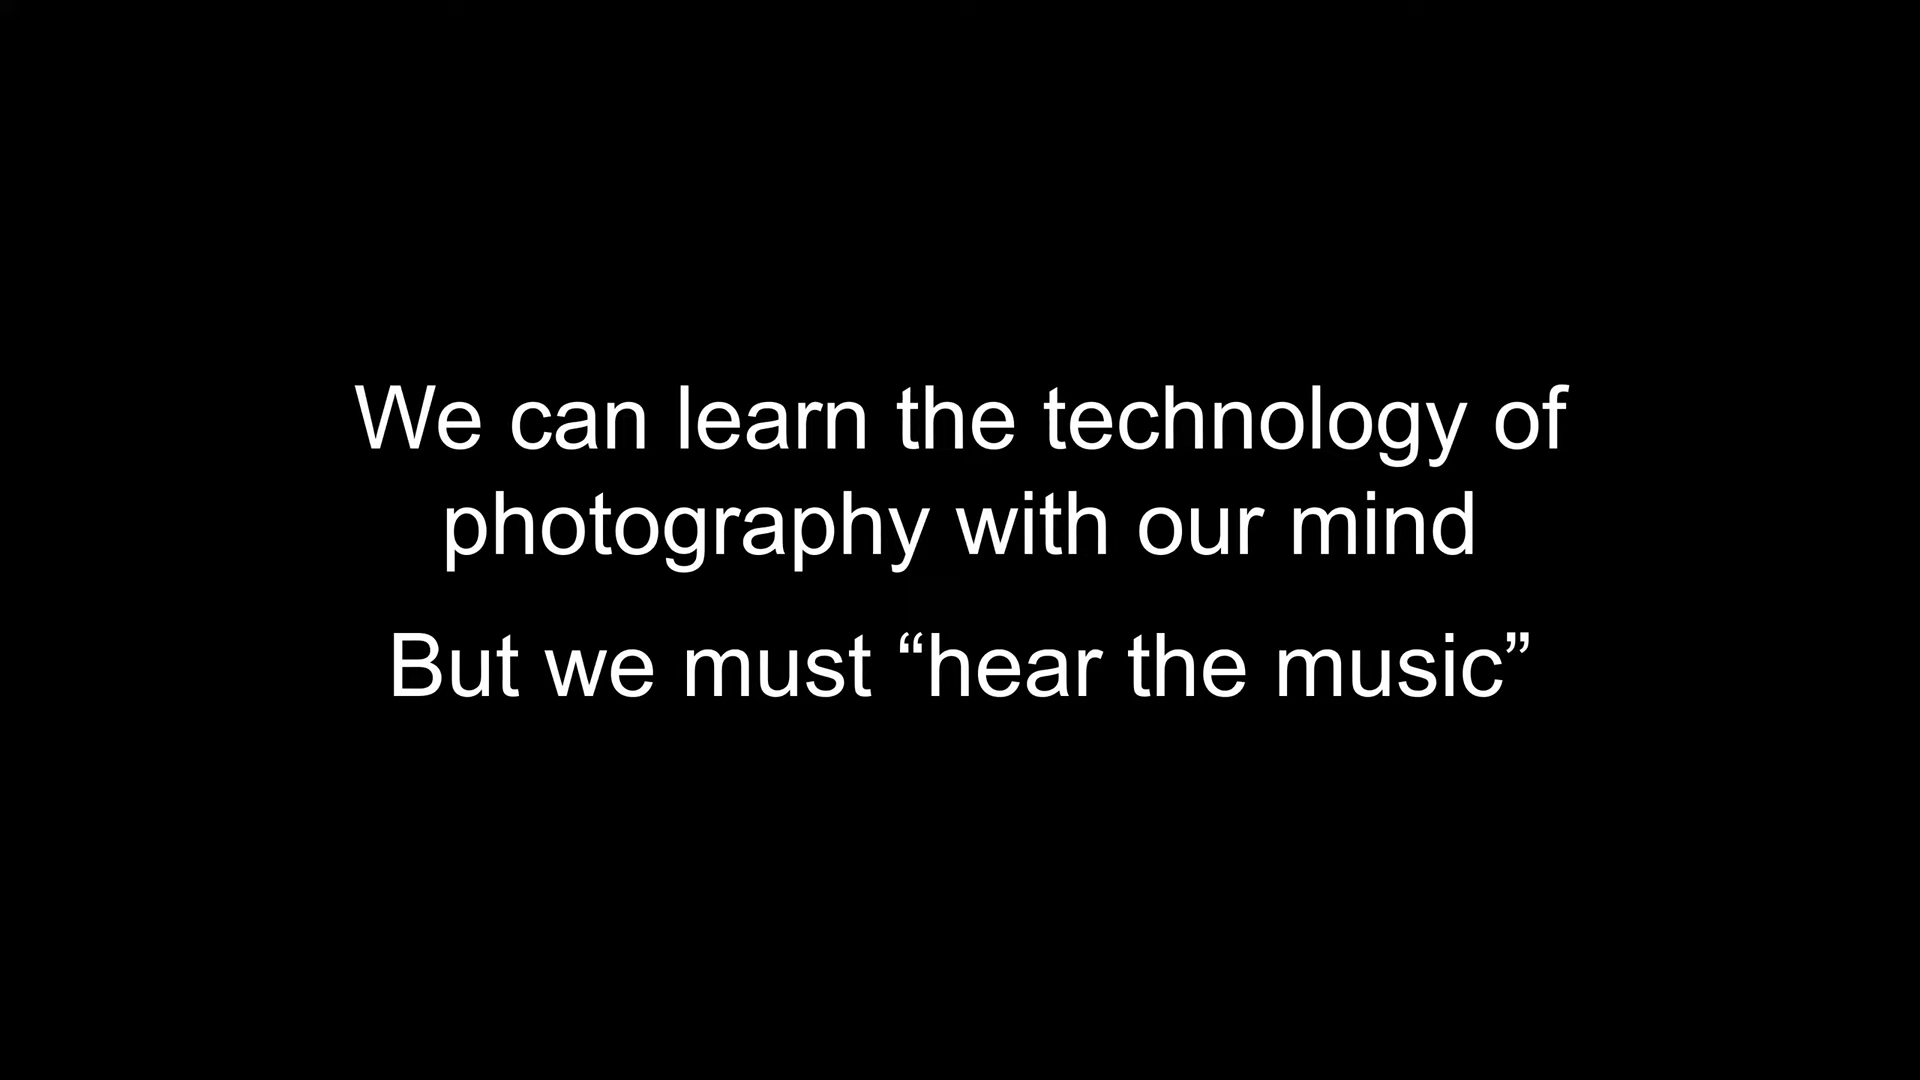 We can learn the technology of
photography with our mind
But we must “hear the music”